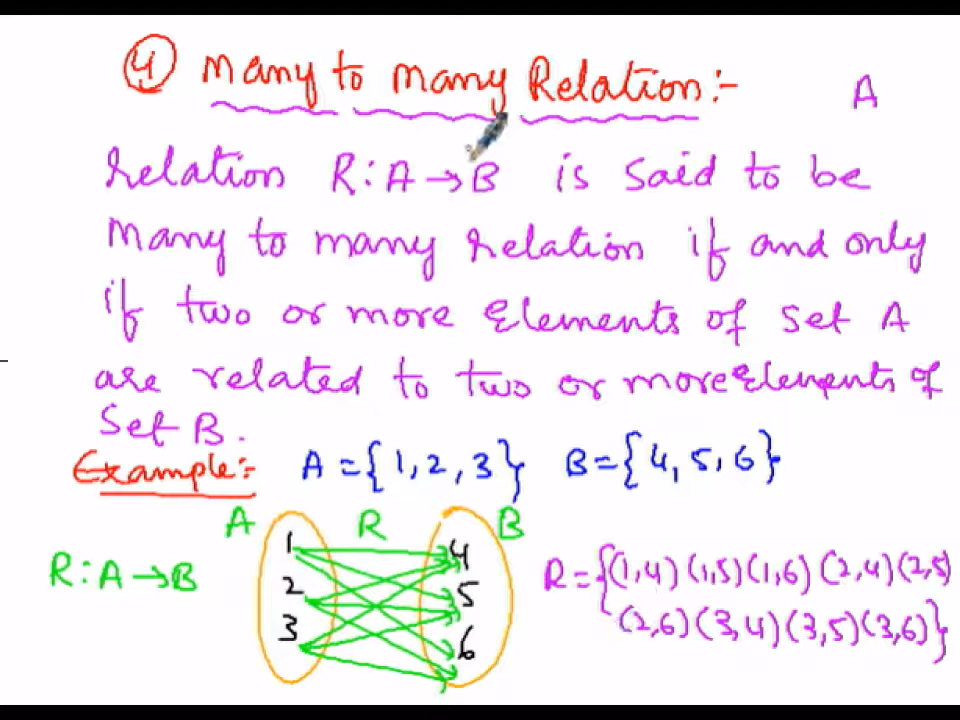 4 Many to many Relation :- A
relation R : A → B is said to be
Many to many relation if and only
if two or more Elements of set A
are related to two or more Elements of
Set B.
Example:- A = {1, 2, 3} B = {4, 5, 6}
A R B
R : A → B
1
2
3
4
5
6
R = {(1,4) (1,5) (1,6) (2,4) (2,5)
(2,6) (3,4) (3,5) (3,6)}